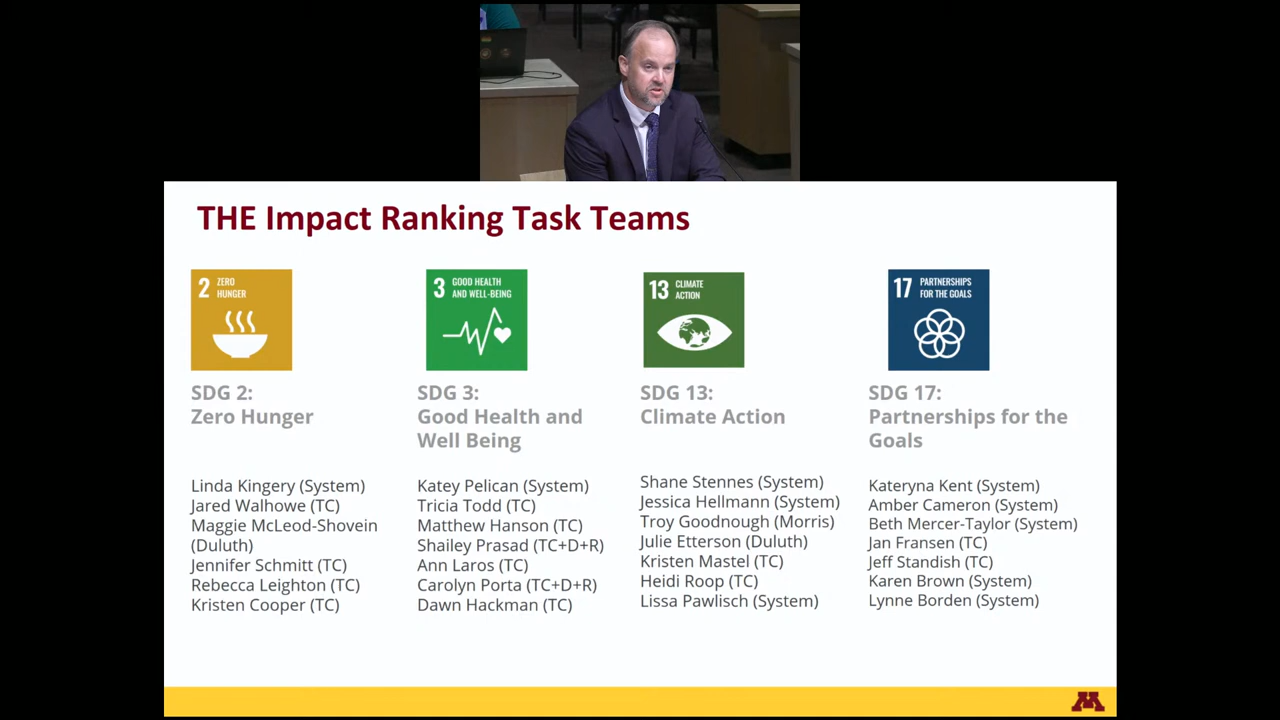 THE Impact Ranking Task Teams
2 ZERO
HUNGER
3 GOOD HEALTH
AND WELL-BEING
13 CLIMATE
ACTION
17 PARTNERSHIPS
FOR THE GOALS
SDG 2:
Zero Hunger
SDG 3:
Good Health and
Well Being
SDG 13:
Climate Action
SDG 17:
Partnerships for the
Goals
Linda Kingery (System)
Jared Walhowe (TC)
Maggie McLeod-Shovein
(Duluth)
Jennifer Schmitt (TC)
Rebecca Leighton (TC)
Kristen Cooper (TC)
Katey Pelican (System)
Tricia Todd (TC)
Matthew Hanson (TC)
Shailey Prasad (TC+D+R)
Ann Laros (TC)
Carolyn Porta (TC+D+R)
Dawn Hackman (TC)
Shane Stennes (System)
Jessica Hellmann (System)
Troy Goodnough (Morris)
Julie Etterson (Duluth)
Kristen Mastel (TC)
Heidi Roop (TC)
Lissa Pawlisch (System)
Kateryna Kent (System)
Amber Cameron (System)
Beth Mercer-Taylor (System)
Jan Fransen (TC)
Jeff Standish (TC)
Karen Brown (System)
Lynne Borden (System)
M